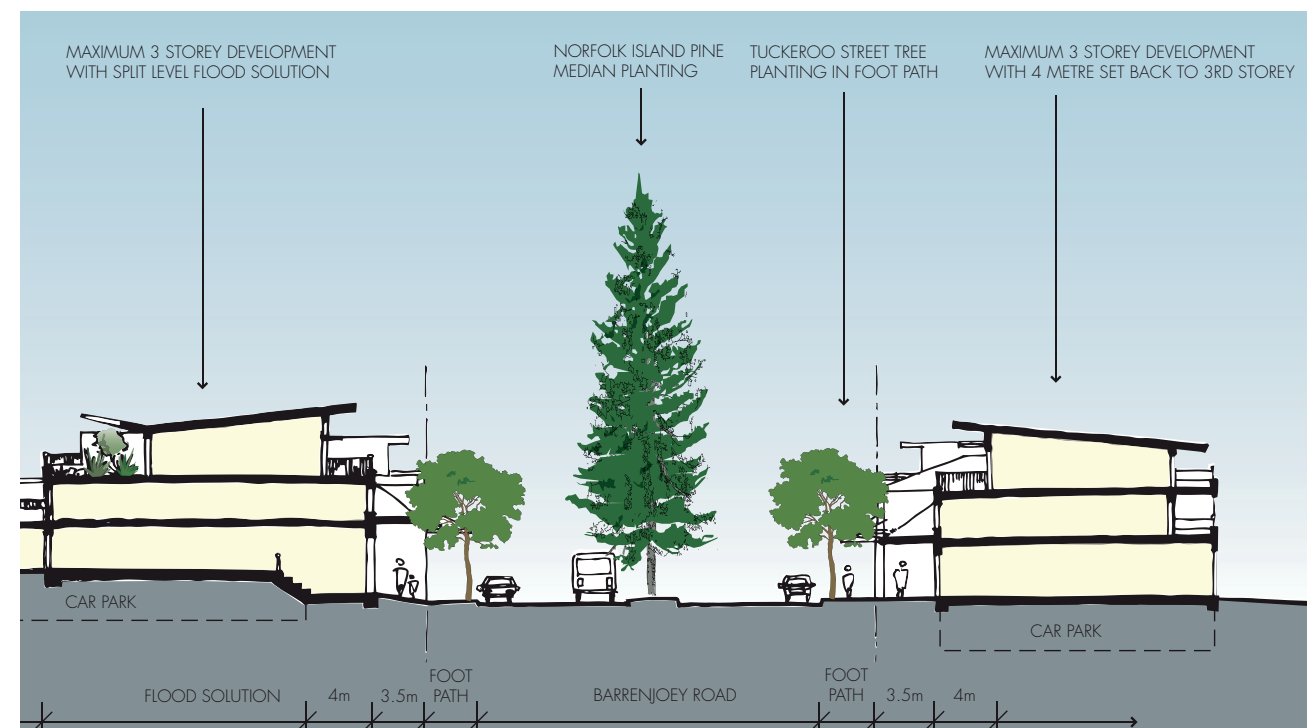 MAXIMUM 3 STOREY DEVELOPMENT
WITH SPLIT LEVEL FLOOD SOLUTION
NORFOLK ISLAND PINE
MEDIAN PLANTING
TUCKEROO STREET TREE
PLANTING IN FOOT PATH
MAXIMUM 3 STOREY DEVELOPMENT
WITH 4 METRE SET BACK TO 3RD STOREY
CAR PARK
CAR PARK
FLOOD SOLUTION
4m
3.5m
FOOT
PATH
BARRENJOEY ROAD
FOOT
PATH
3.5m
4m